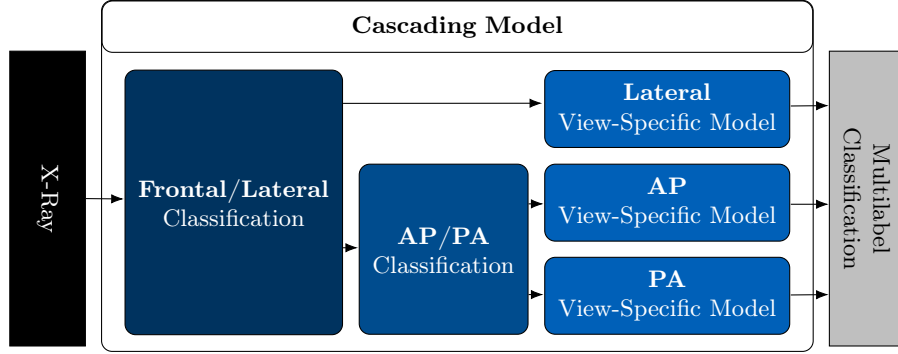 Cascading Model
X-Ray
Frontal/Lateral
Classification
AP/PA
Classification
Lateral
View-Specific Model
AP
View-Specific Model
PA
View-Specific Model
Multilabel
Classification